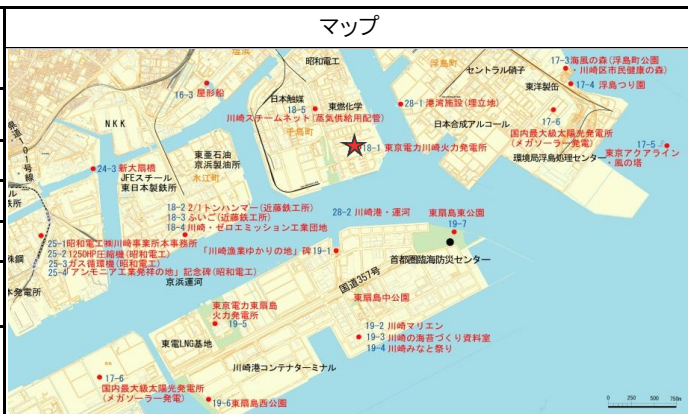 マップ
昭和電工
浮島町
セントラル硝子
17-3 海風の森(浮島町公園
・川崎区市民健康の森)
東洋製缶
17-4 浮島つり園
16-3 屋形船
日本触媒
18-5
東燃化学
川崎スチームネット(蒸気供給用配管)
千鳥町
28-1 港湾施設(埋立地)
日本合成アルコール
17-6
国内最大級太陽光発電所
(メガソーラー発電)
NKK
県道101号線
18-1 東京電力川崎火力発電所
環境局浮島処理センター
17-5
東京アクアライン
・風の塔
東亜石油
京浜製油所
水江町
24-3 新大扇橋
JFEスチール
東日本製鉄所
18-2 2/1トンハンマー(近藤鉄工所)
18-3 ふいご(近藤鉄工所)
18-4 川崎・ゼロエミッション工業団地
28-2 川崎港・運河
東扇島東公園
19-7
首都圏臨海防災センター
25-1 昭和電工㈱川崎事業所本事務所
25-2 1250HP圧縮機(昭和電工)
25-3 ガス循環機(昭和電工)
25-4 「アンモニア工業発祥の地」記念碑(昭和電工)
「川崎漁業ゆかりの地」碑 19-1
京浜運河
国道357号
東扇島中公園
東京電力東扇島
火力発電所
19-5
19-2 川崎マリエン
19-3 川崎の海苔づくり資料室
19-4 川崎みなと祭り
東電LNG基地
川崎港コンテナターミナル
17-6
国内最大級太陽光発電所
(メガソーラー発電)
19-6 東扇島西公園
0 250 500 750m